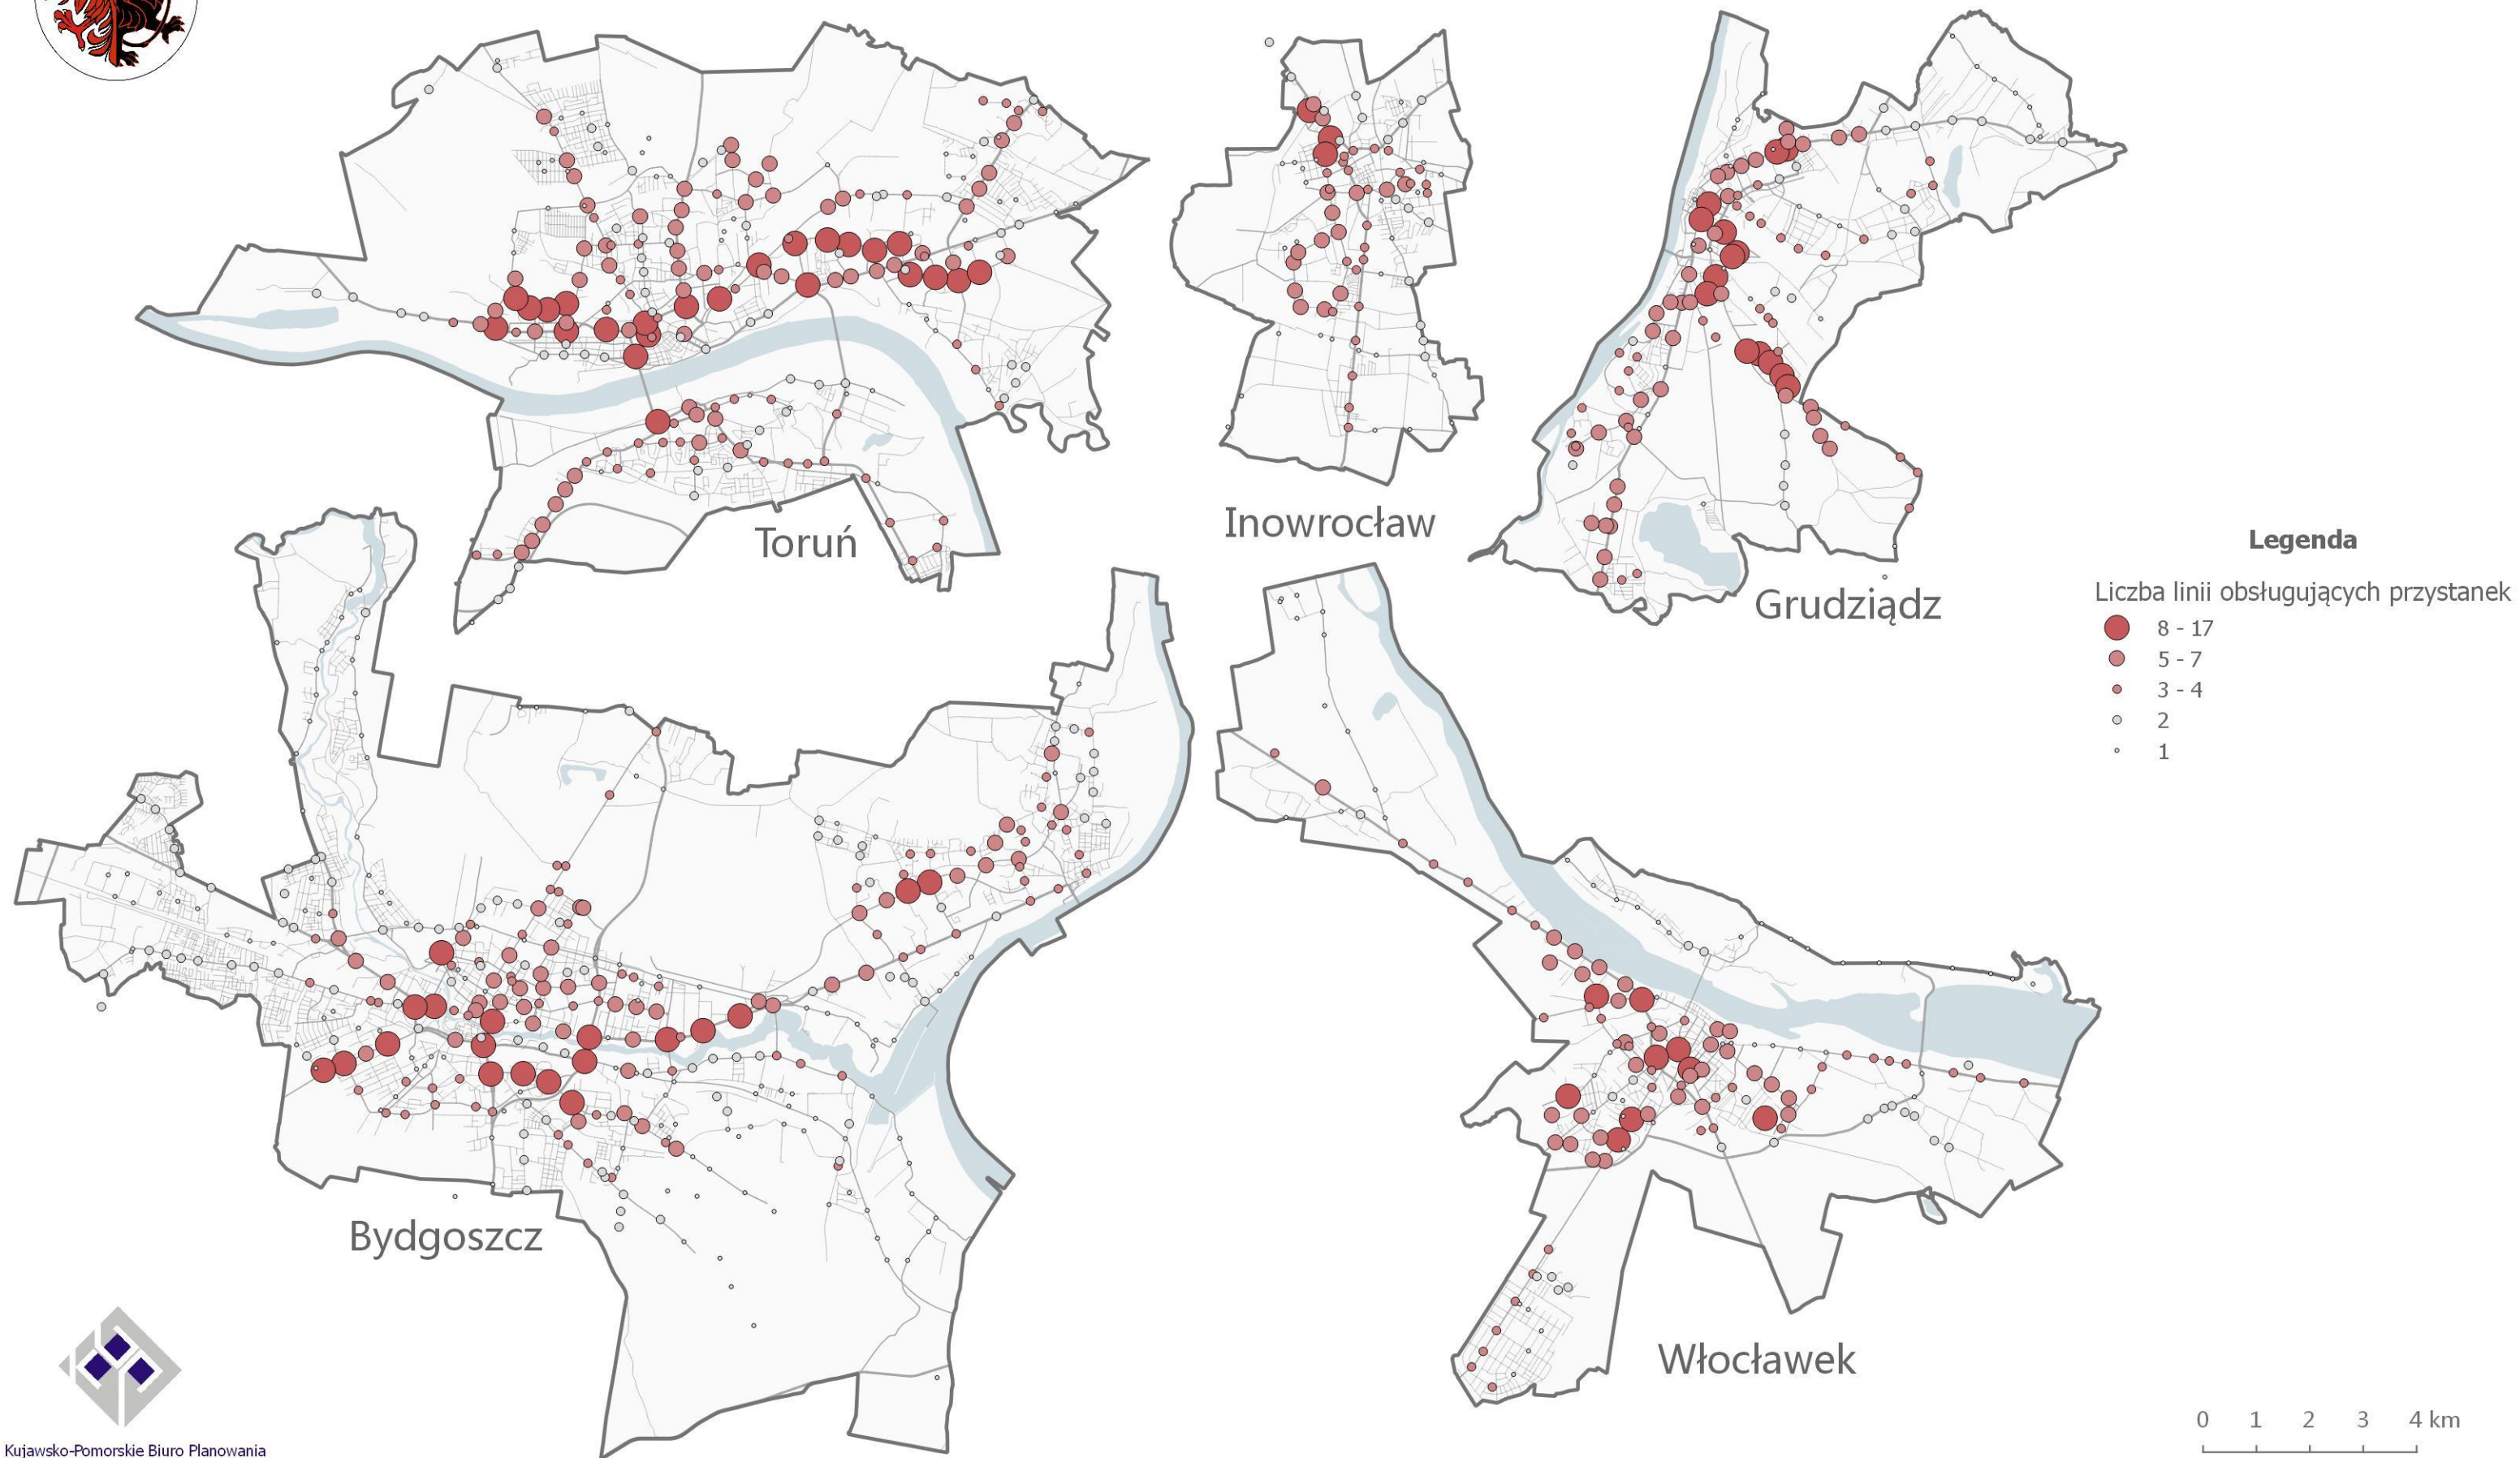 Toruń
Inowrocław
Grudziądz
Legenda
Liczba linii obsługujących przystanek
8 - 17
5 - 7
3 - 4
2
1
Bydgoszcz
Włocławek
0 1 2 3 4 km
Kujawsko-Pomorskie Biuro Planowania